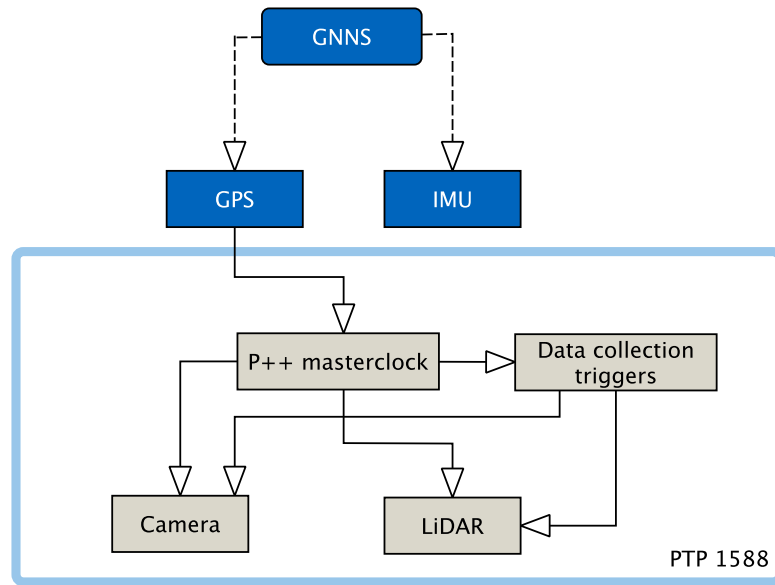 GNNS
GPS
IMU
P++ masterclock
Data collection
triggers
Camera
LiDAR
PTP 1588